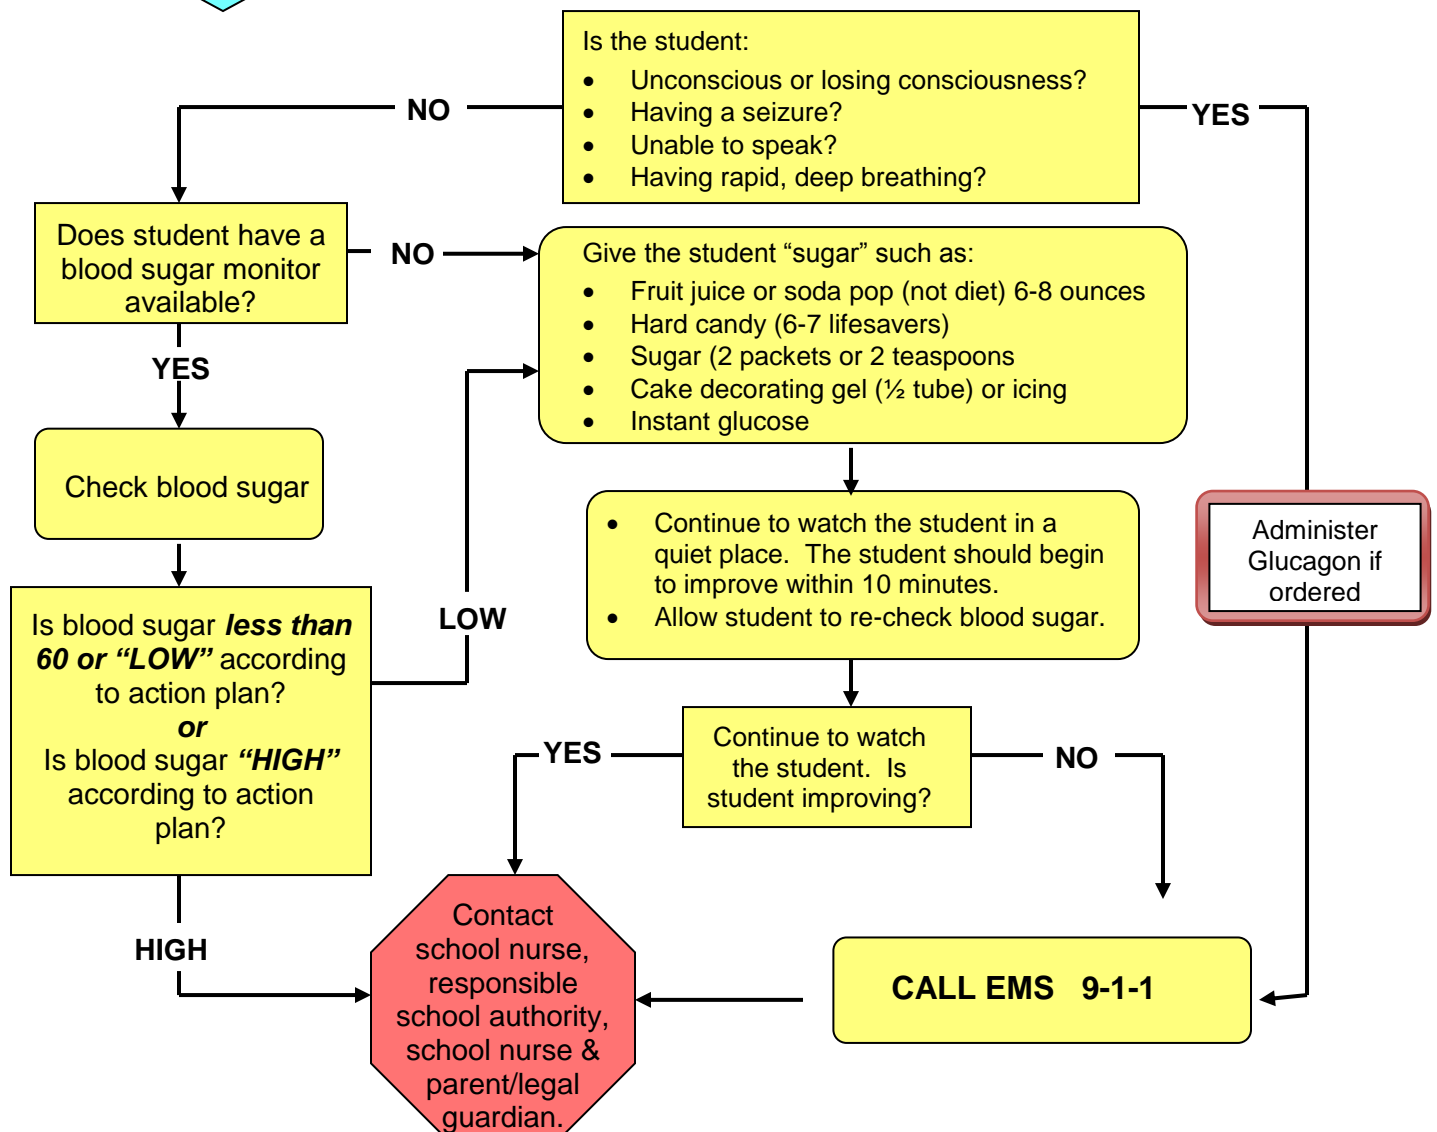 Is the student:
• Unconscious or losing consciousness?
• Having a seizure?
• Unable to speak?
• Having rapid, deep breathing?
NO
YES
Does student have a
blood sugar monitor
available?
NO
Give the student “sugar” such as:
• Fruit juice or soda pop (not diet) 6-8 ounces
• Hard candy (6-7 lifesavers)
• Sugar (2 packets or 2 teaspoons
• Cake decorating gel (½ tube) or icing
• Instant glucose
YES
Check blood sugar
• Continue to watch the student in a
quiet place. The student should begin
to improve within 10 minutes.
• Allow student to re-check blood sugar.
Administer
Glucagon if
ordered
Is blood sugar less than
60 or “LOW” according
to action plan?
or
Is blood sugar “HIGH”
according to action
plan?
LOW
Continue to watch
the student. Is
student improving?
YES
NO
HIGH
Contact
school nurse,
responsible
school authority,
school nurse &
parent/legal
guardian.
CALL EMS 9-1-1